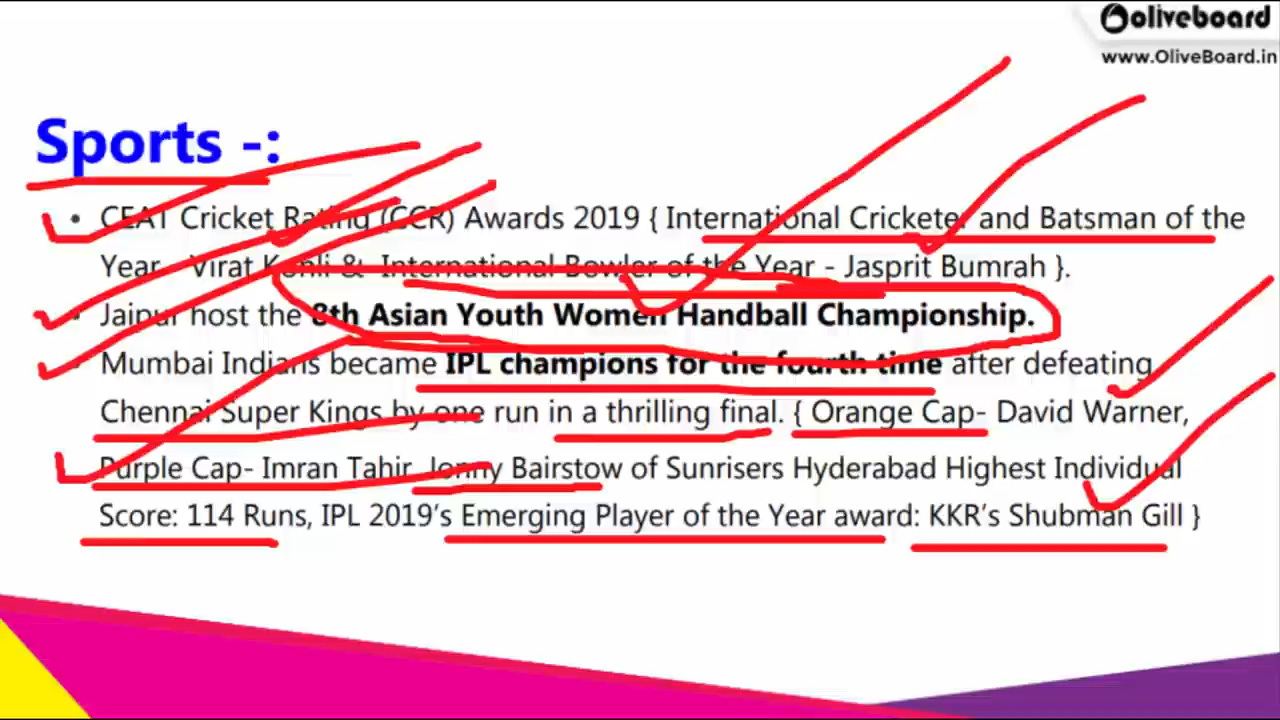 oliveboard
www.OliveBoard.in
Sports -:
• CEAT Cricket Rating (CCR) Awards 2019 { International Cricketer and Batsman of the
Year - Virat Kohli & International Bowler of the Year - Jasprit Bumrah }.
• Jaipur host the 8th Asian Youth Women Handball Championship.
Mumbai Indians became IPL champions for the fourth time after defeating
Chennai Super Kings by one run in a thrilling final. { Orange Cap- David Warner,
Purple Cap- Imran Tahir, Jonny Bairstow of Sunrisers Hyderabad Highest Individual
Score: 114 Runs, IPL 2019's Emerging Player of the Year award: KKR's Shubman Gill }